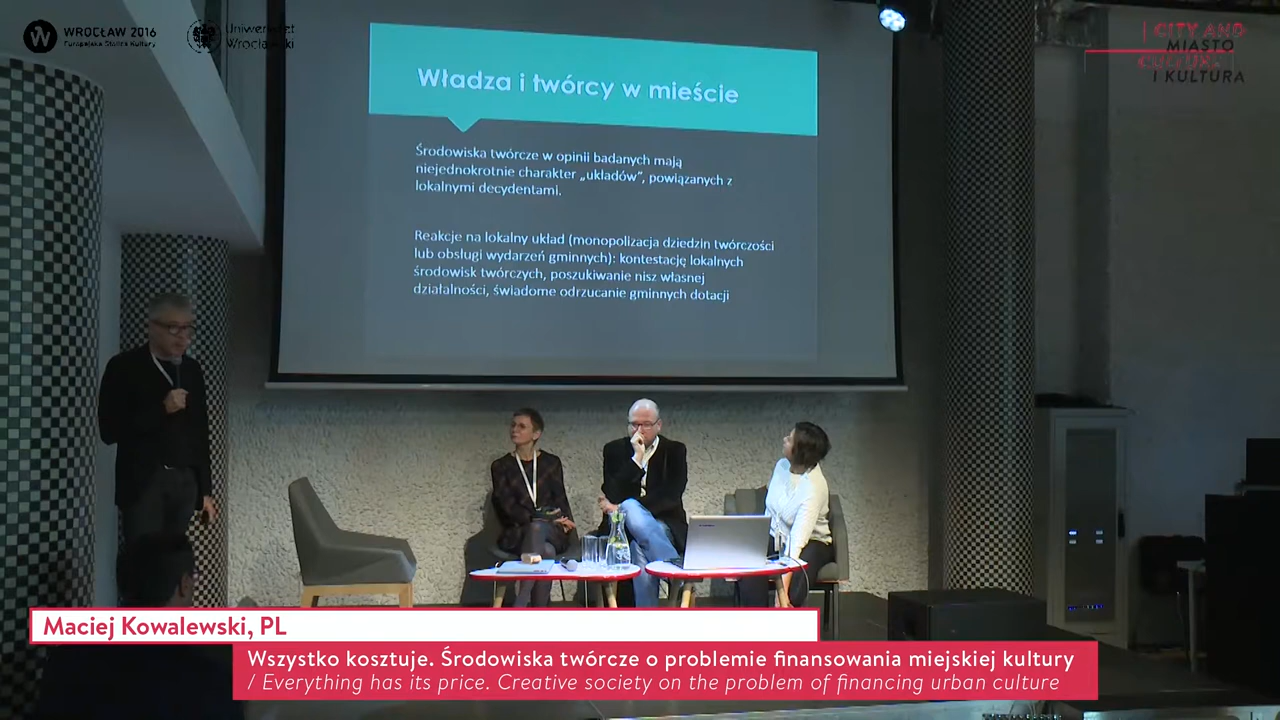 WROCŁAW 2016
Europejska Stolica Kultury
Uniwersytet
Wrocławski
CITY AND
MIASTO
CULTURE
I KULTURA
Władza i twórcy w mieście
Środowiska twórcze w opinii badanych mają
niejednokrotnie charakter „układów”, powiązanych z
lokalnymi decydentami.
Reakcje na lokalny układ (monopolizacja dziedzin twórczości
lub obsługi wydarzeń gminnych): kontestację lokalnych
środowisk twórczych, poszukiwanie nisz własnej
działalności, świadome odrzucanie gminnych dotacji
Maciej Kowalewski, PL
Wszystko kosztuje. Środowiska twórcze o problemie finansowania miejskiej kultury
/ Everything has its price. Creative society on the problem of financing urban culture